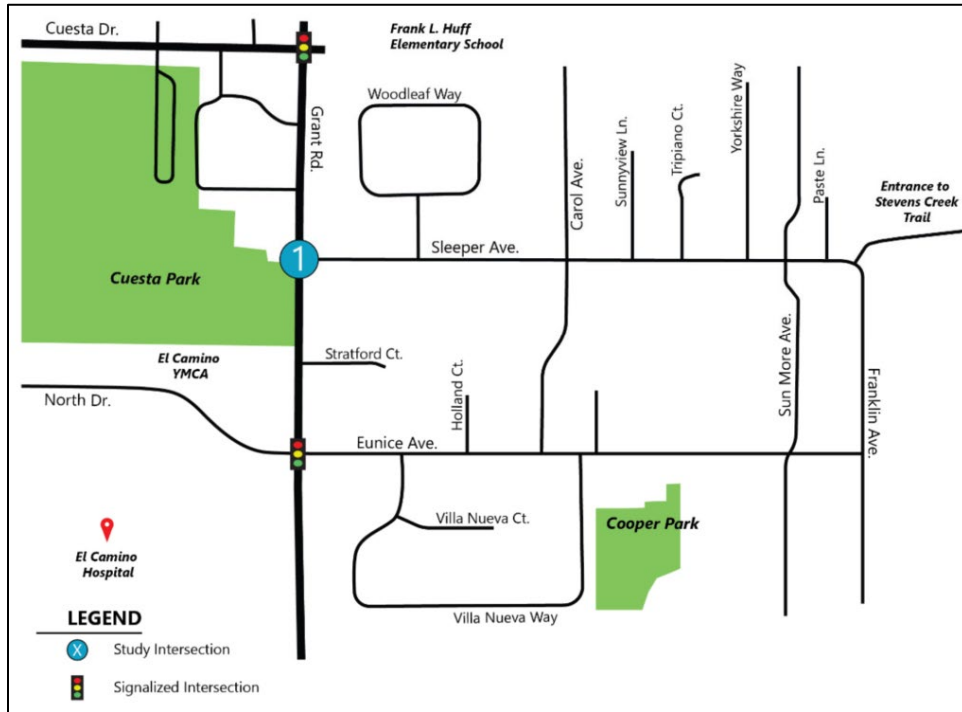 Cuesta Dr.
Frank L. Huff
Elementary School
Woodleaf Way
Grant Rd.
Carol Ave.
Sunnyview Ln.
Tripiano Ct.
Yorkshire Way
Paste Ln.
Entrance to
Stevens Creek
Trail
1
Sleeper Ave.
Cuesta Park
El Camino
YMCA
Stratford Ct.
North Dr.
Holland Ct.
Eunice Ave.
Sun More Ave.
Franklin Ave.
Villa Nueva Ct.
Cooper Park
El Camino
Hospital
Villa Nueva Way
LEGEND
X
Study Intersection
Signalized Intersection